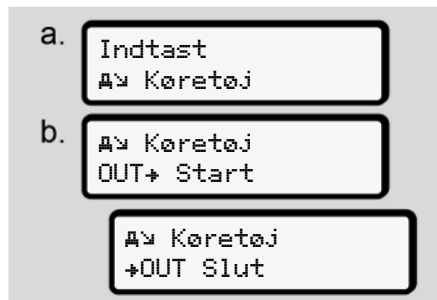 a.
Indtast
Køretøj
b.
Køretøj
OUT→ Start
Køretøj
→OUT Slut